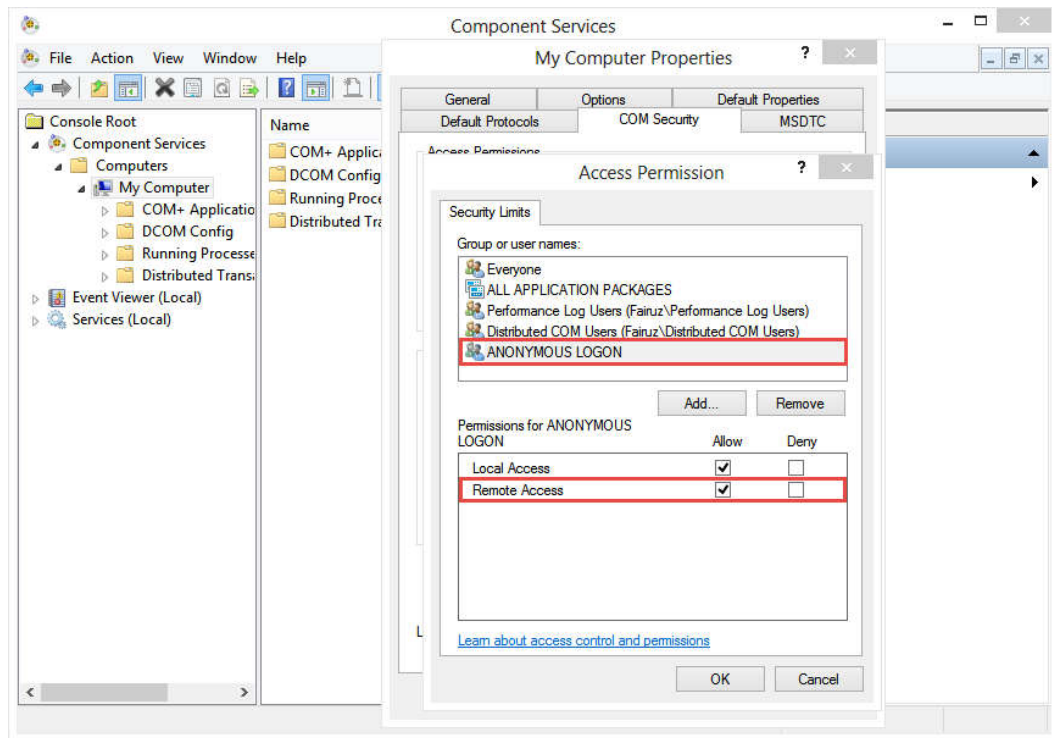 Component Services
File Action View Window Help
Console Root
Component Services
Computers
My Computer
COM+ Applicatio
DCOM Config
Running Processe
Distributed Transa
Event Viewer (Local)
Services (Local)
Name
COM+ Applic
DCOM Config
Running Proce
Distributed Tra
My Computer Properties
?
General Options Default Properties
Default Protocols COM Security MSDTC
Access Permissions
Access Permission
?
Security Limits
Group or user names:
Everyone
ALL APPLICATION PACKAGES
Performance Log Users (Fairuz\Performance Log Users)
Distributed COM Users (Fairuz\Distributed COM Users)
ANONYMOUS LOGON
Add... Remove
Permissions for ANONYMOUS
LOGON Allow Deny
Local Access
Remote Access
L
Learn about access control and permissions
OK Cancel